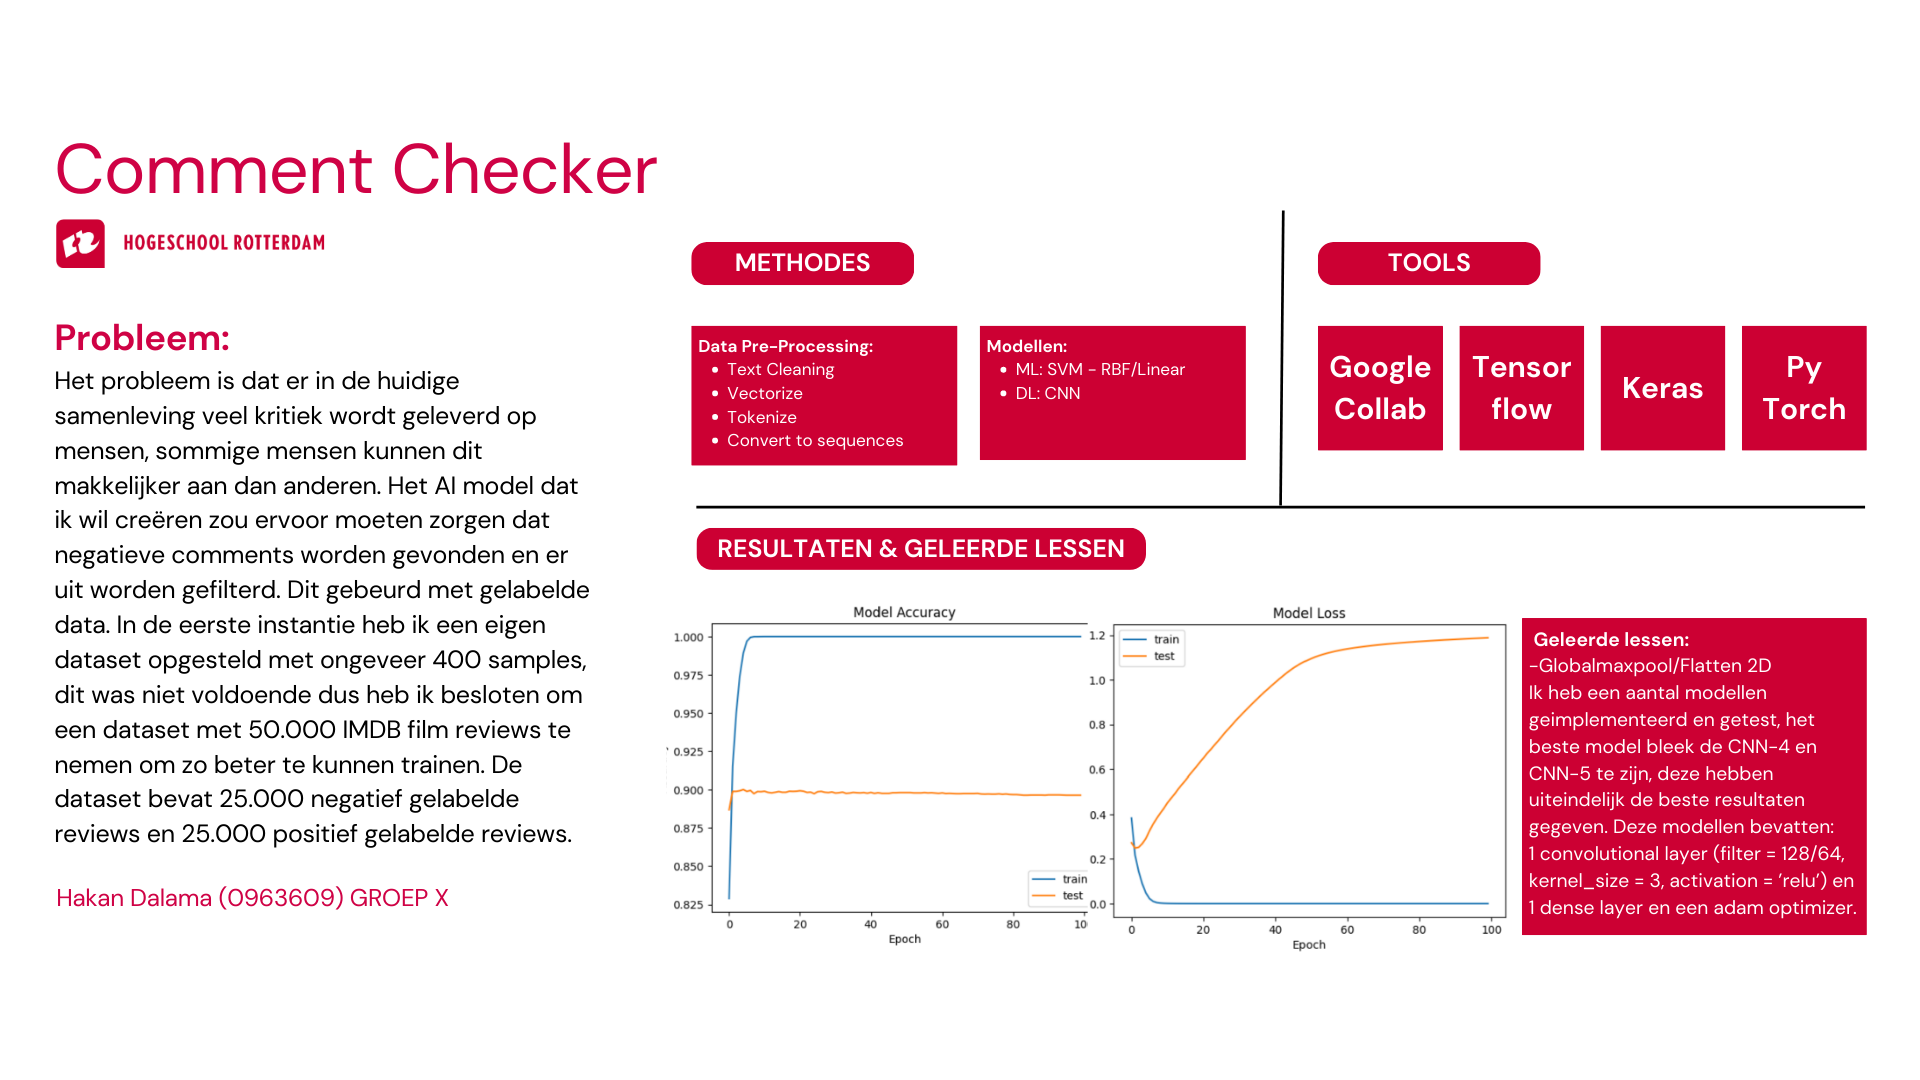 Comment Checker
HOGESCHOOL ROTTERDAM
Probleem:
Het probleem is dat er in de huidige
samenleving veel kritiek wordt geleverd op
mensen, sommige mensen kunnen dit
makkelijker aan dan anderen. Het AI model dat
ik wil creëren zou ervoor moeten zorgen dat
negatieve comments worden gevonden en er
uit worden gefilterd. Dit gebeurd met gelabelde
data. In de eerste instantie heb ik een eigen
dataset opgesteld met ongeveer 400 samples,
dit was niet voldoende dus heb ik besloten om
een dataset met 50.000 IMDB film reviews te
nemen om zo beter te kunnen trainen. De
dataset bevat 25.000 negatief gelabelde
reviews en 25.000 positief gelabelde reviews.
Hakan Dalama (0963609) GROEP X
METHODES
Data Pre-Processing:
• Text Cleaning
• Vectorize
• Tokenize
• Convert to sequences
Modellen:
• ML: SVM - RBF/Linear
• DL: CNN
TOOLS
Google
Collab
Tensor
flow
Keras
Py
Torch
RESULTATEN & GELEERDE LESSEN
Model Accuracy
1.000
0.975
0.950
0.925
0.900
0.875
0.850
0.825
train
test
0 20 40 60 80 10
Epoch
Model Loss
train
test
1.2
1.0
0.8
0.6
0.4
0.2
0.0
0 20 40 60 80 100
Epoch
Geleerde lessen:
-Globalmaxpool/Flatten 2D
Ik heb een aantal modellen
geimplementeerd en getest, het
beste model bleek de CNN-4 en
CNN-5 te zijn, deze hebben
uiteindelijk de beste resultaten
gegeven. Deze modellen bevatten:
1 convolutional layer (filter = 128/64,
kernel_size = 3, activation = 'relu') en
1 dense layer en een adam optimizer.